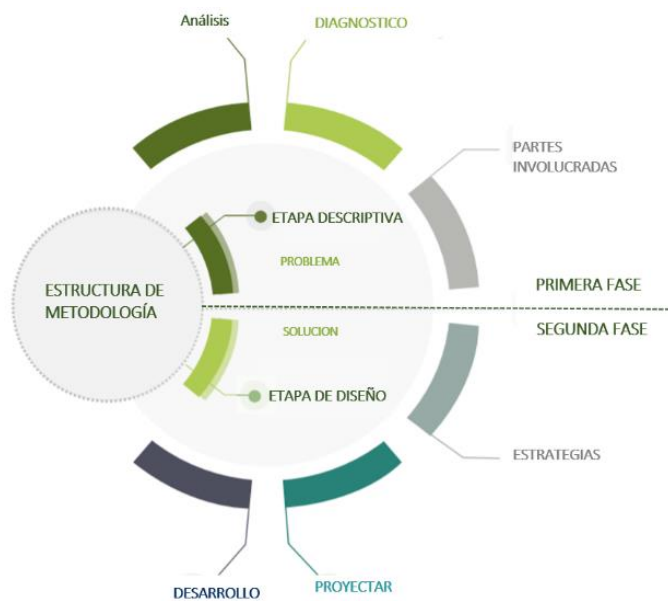 Análisis
DIAGNOSTICO
PARTES
INVOLUCRADAS
ETAPA DESCRIPTIVA
PROBLEMA
ESTRUCTURA DE
METODOLOGÍA
PRIMERA FASE
SEGUNDA FASE
SOLUCION
ETAPA DE DISEÑO
ESTRATEGIAS
DESARROLLO
PROYECTAR